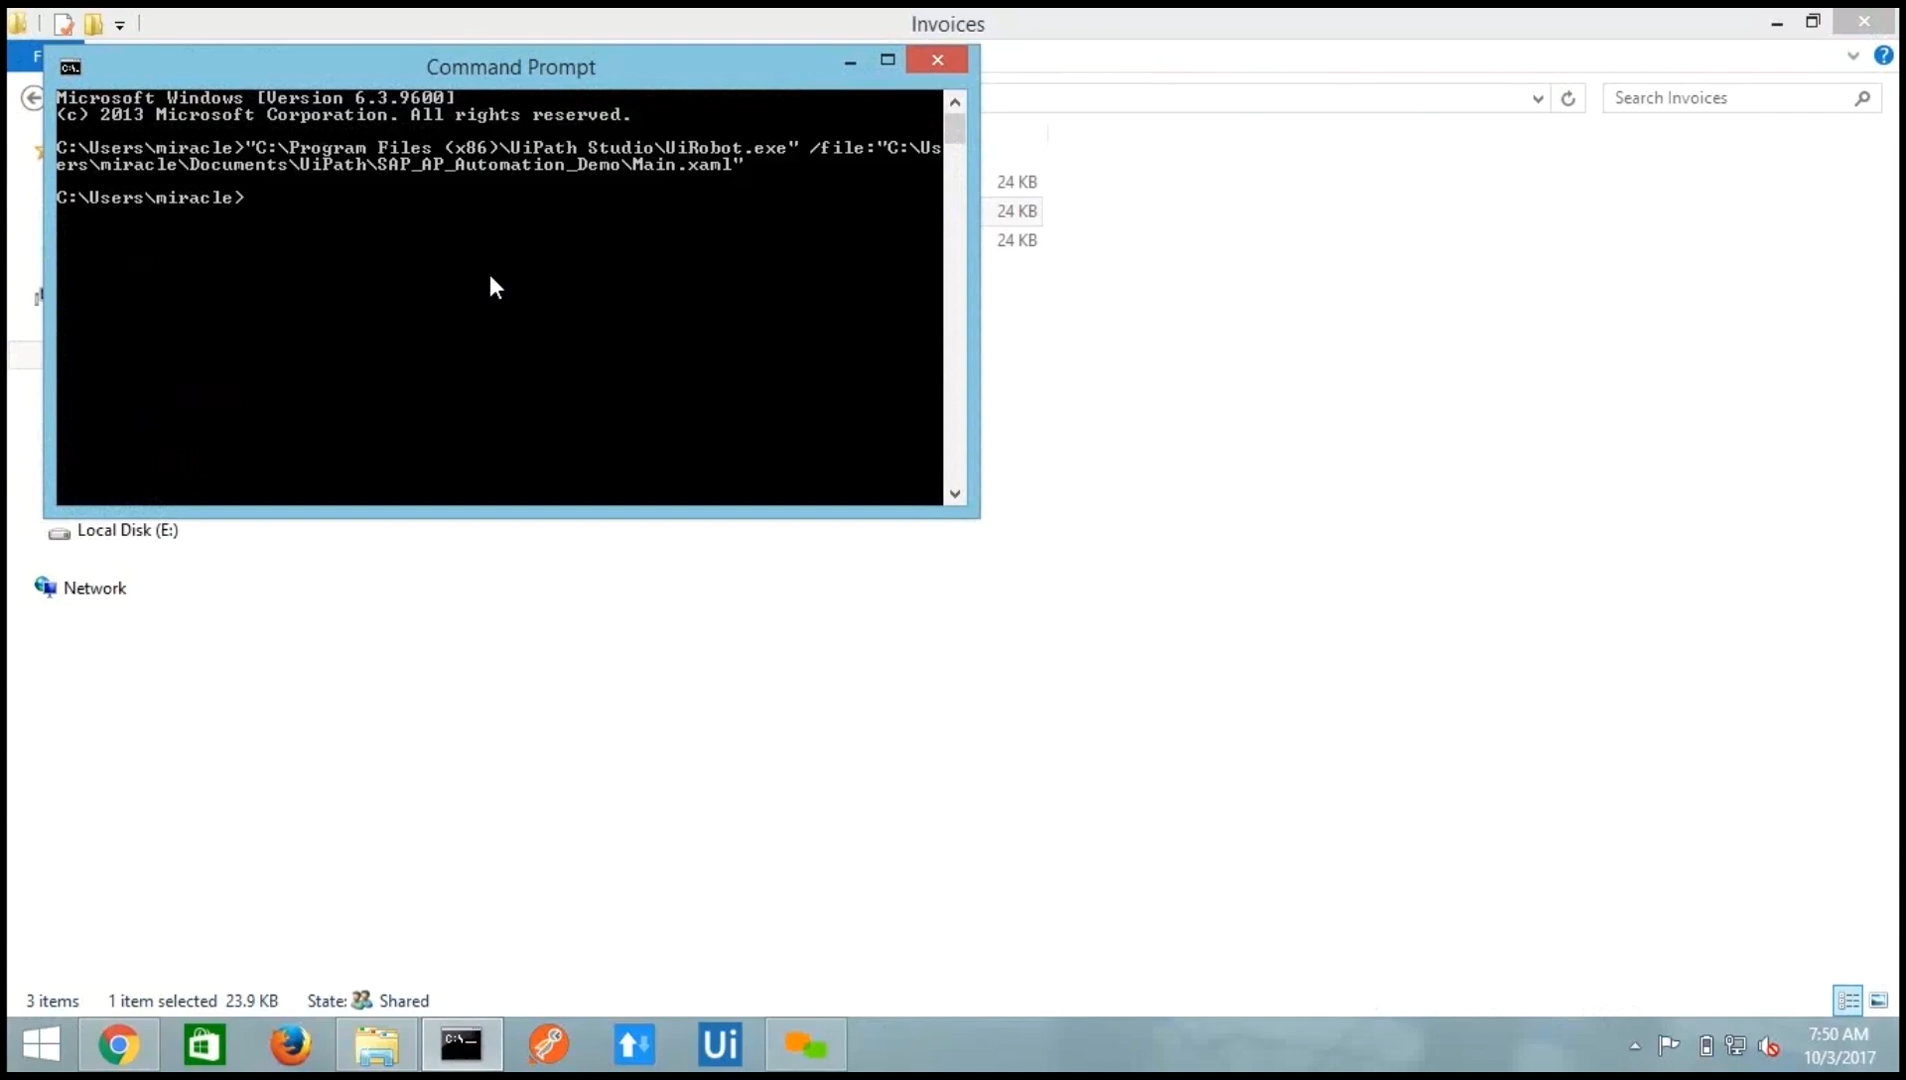 Invoices
F
Command Prompt
Search Invoices
Microsoft Windows [Version 6.3.9600]
(c) 2013 Microsoft Corporation. All rights reserved.
C:\Users\miracle>"C:\Program Files (x86)\UiPath Studio\UiRobot.exe" /file:"C:\Us
ers\miracle\Documents\UiPath\SAP_AP_Automation_Demo\Main.xaml"
C:\Users\miracle>
24 KB
24 KB
24 KB
Local Disk (E:)
Network
3 items 1 item selected 23.9 KB State: Shared
Ui
7:50 AM
10/3/2017